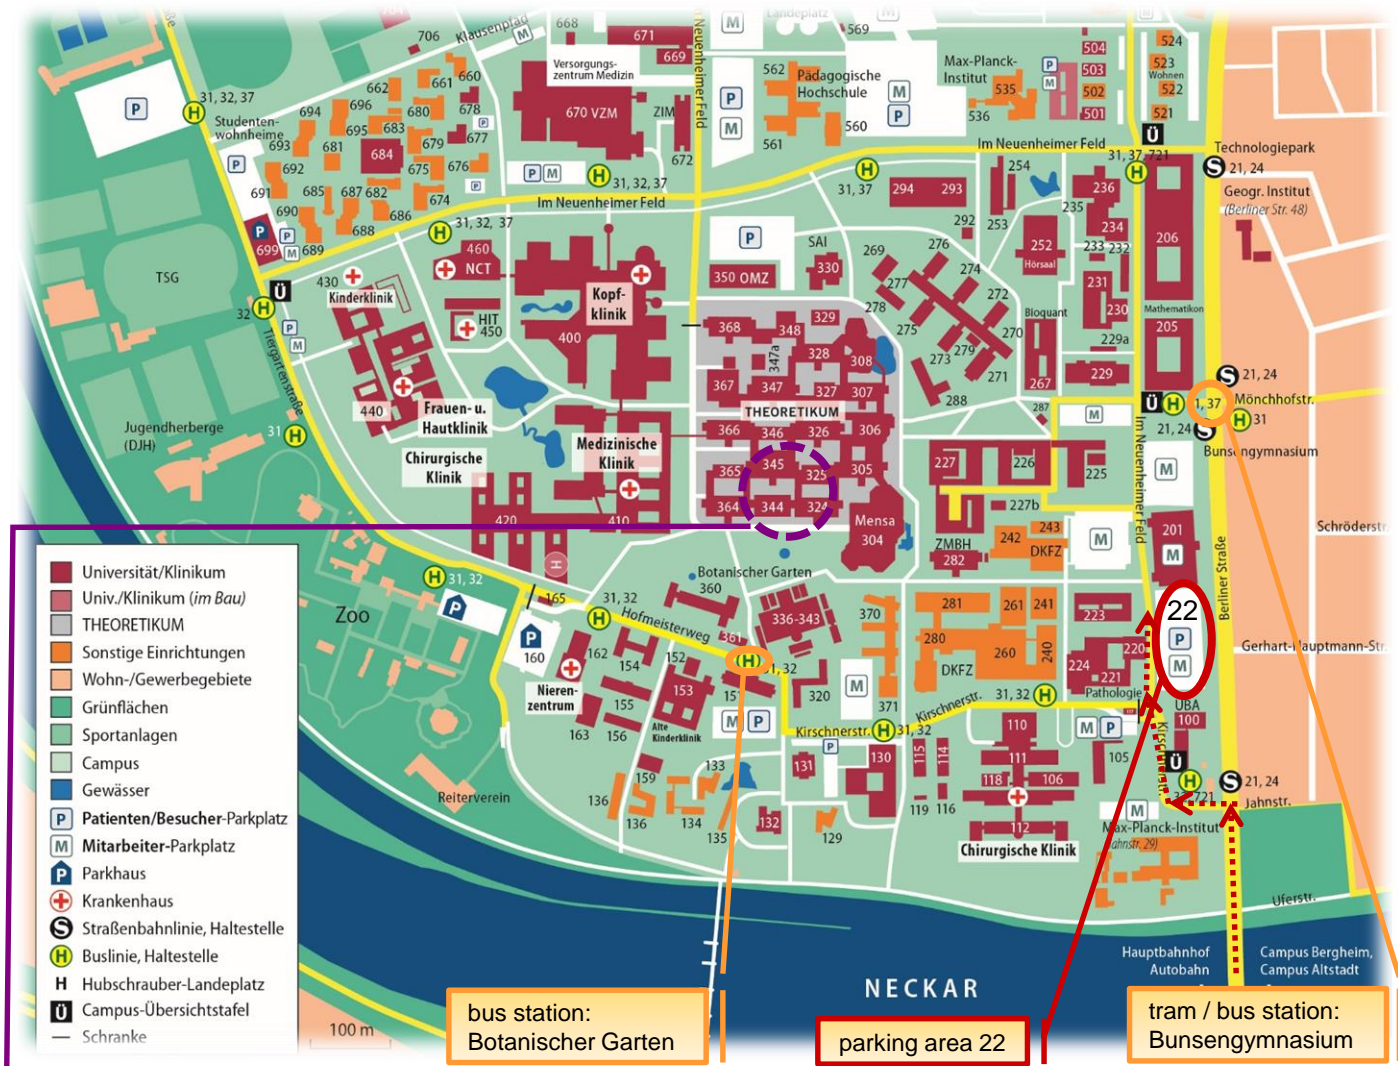 706
Klausenpfad
M
668
671
669
Versorgungs-
zentrum Medizin
Im Neuenheimer Feld
M
Landeplatz
M
569
504
503
502
501
M
524
523
Wohnen
522
521
P
31, 32, 37
Studenten-
wohnheime
694
696
661
660
678
680
695
683
693
681
684
679
677
P
692
675
676
691
685
687
682
674
P
690
686
688
689
699
P
P
M
670 VZM
ZIM
672
P M
H 31, 32, 37
Im Neuenheimer Feld
P
M
562
561
Pädagogische
Hochschule
560
M
P
Max-Planck-
Institut
535
536
P
M
Im Neuenheimer Feld
Ü
31, 37, 721
Technologiepark
S 21, 24
Geogr. Institut
(Berliner Str. 48)
H
31, 37
294
293
254
253
292
236
235
234
233
232
206
252
Hörsaal
231
230
Mathematikon
205
229a
229
31, 32, 37
H
460
NCT
TSG
430
Kinderklinik
HIT
450
Kopf-
klinik
400
440
Frauen- u.
Hautklinik
Chirurgische
Klinik
Medizinische
Klinik
420
410
Ü
H
32
P
M
Tiergartenstraße
31 H
Jugendherberge
(DJH)
P
SAI
330
350 OMZ
269
276
274
277
272
278
275
270
273
279
271
288
Bioquant
267
287
368
348
329
347a
328
308
367
347
327
307
THEORETIKUM
366
346
326
306
365
345
325
305
364
344
324
Mensa
304
M
Im Neuenheimer Feld
S 21, 24
Ü H
1, 37
Mönchhofstr.
H 31
21, 24 S
Bunsengymnasium
227
226
225
227b
M
ZMBH
282
242
243
DKFZ
M
201
M
Berliner Straße
Schröderstr.
Universität/Klinikum
Univ./Klinikum (im Bau)
THEORETIKUM
Sonstige Einrichtungen
Wohn-/Gewerbegebiete
Grünflächen
Sportanlagen
Campus
Gewässer
P Patienten/Besucher-Parkplatz
M Mitarbeiter-Parkplatz
P Parkhaus
Krankenhaus
S Straßenbahnlinie, Haltestelle
H Buslinie, Haltestelle
H Hubschrauber-Landeplatz
Ü Campus-Übersichtstafel
Schranke
100 m
Zoo
H 31, 32
P
H
165
P
160
31, 32
H
Hofmeisterweg
162
154
152
Nieren-
zentrum
153
155
163
156
Alte
Kinderklinik
159
136
136
134
133
135
Reiterverein
Botanischer Garten
360
361
336-343
H
31, 32
151
M P
320
370
371
M
Kirschnerstr.
H 31, 32
P
131
130
132
129
281
261
241
280
260
240
DKFZ
31, 32 H
Kirschnerstr.
223
220
224
221
Pathologie
110
111
115
114
118
106
119
116
112
Chirurgische Klinik
M P
105
22
P
M
UBA
100
Kirschnerstr.
Ü
H
S 21, 24
Jahnstr.
M
Max-Planck-Institut
(Jahnstr. 29)
Gerhart-Hauptmann-Str.
Uferstr.
NECKAR
Hauptbahnhof
Autobahn
Campus Bergheim,
Campus Altstadt
bus station:
Botanischer Garten
parking area 22
tram / bus station:
Bunsengymnasium